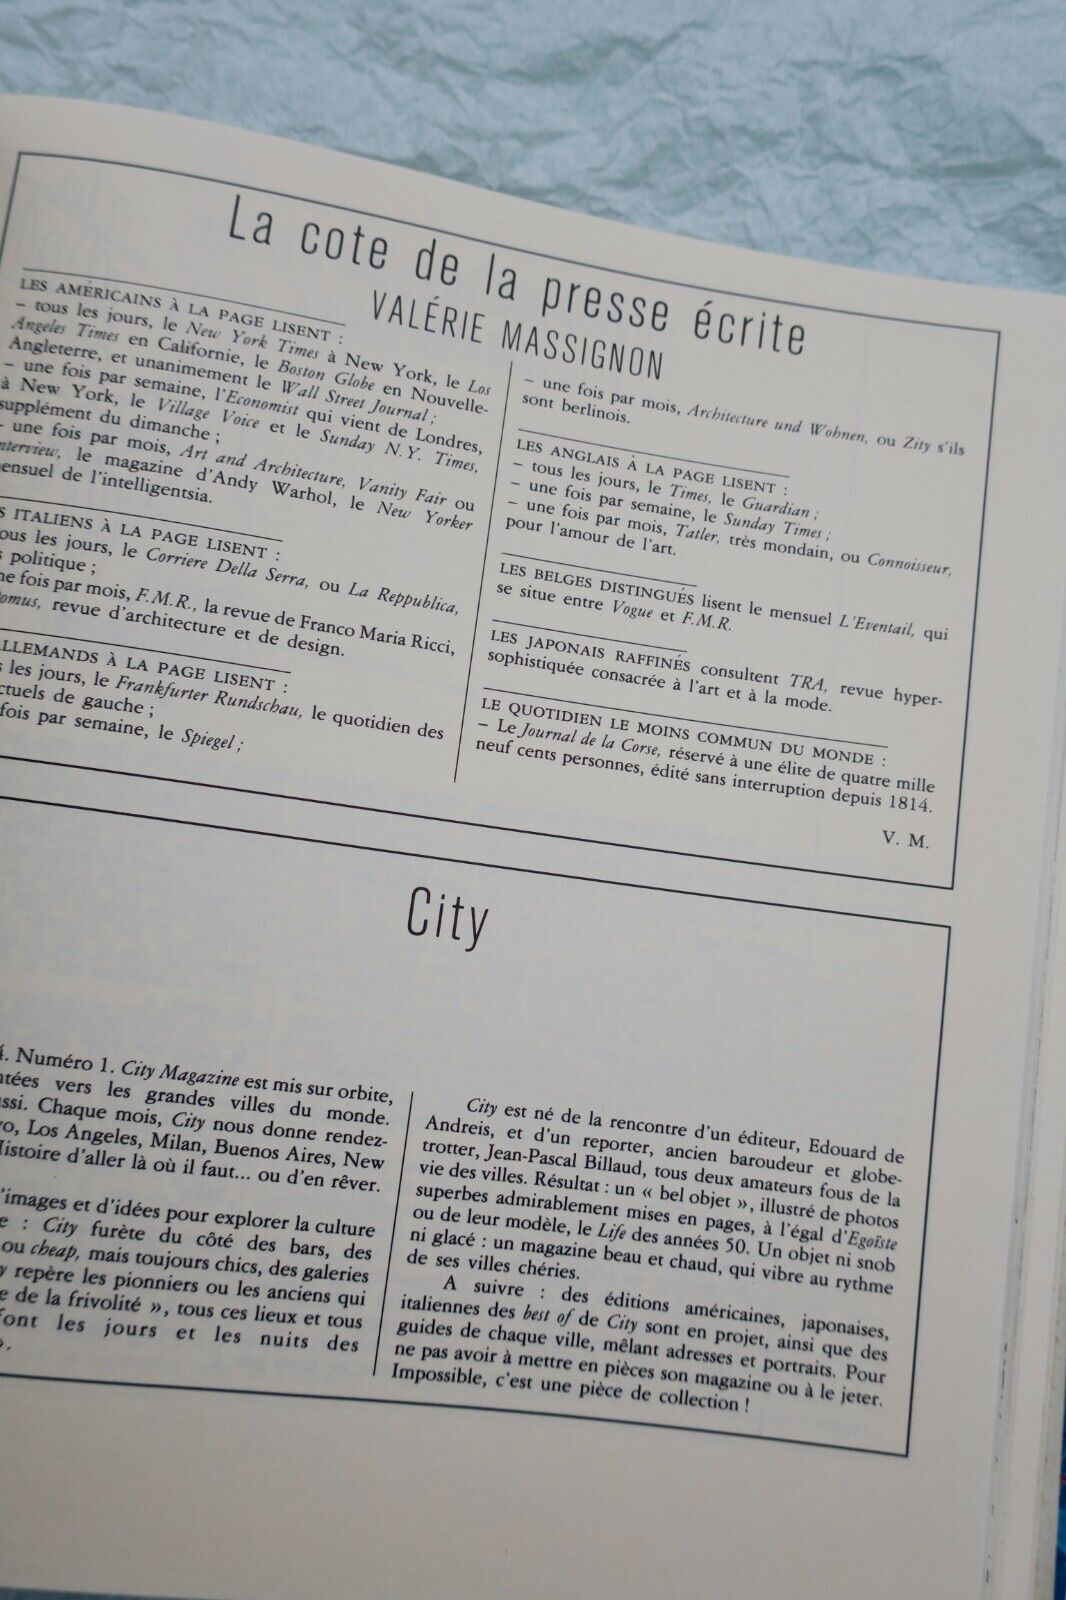 La cote de la presse écrite
VALÉRIE MASSIGNON
LES AMÉRICAINS À LA PAGE LISENT :
– tous les jours, le New York Times à New York, le Los
Angeles Times en Californie, le Boston Globe en Nouvelle-
Angleterre, et unanimement le Wall Street Journal ;
– une fois par semaine, l'Economist qui vient de Londres,
à New York, le Village Voice et le Sunday N.Y. Times,
supplément du dimanche ;
– une fois par mois, Art and Architecture, Vanity Fair ou
Interview, le magazine d'Andy Warhol, le New Yorker
mensuel de l'intelligentsia.
ITALIENS À LA PAGE LISENT :
tous les jours, le Corriere Della Serra, ou La Reppublica,
politique ;
une fois par mois, F.M.R., la revue de Franco Maria Ricci,
Domus, revue d'architecture et de design.
ALLEMANDS À LA PAGE LISENT :
les jours, le Frankfurter Rundschau, le quotidien des
de gauche ;
fois par semaine, le Spiegel ;
– une fois par mois, Architecture und Wohnen, ou Zity s'ils
sont berlinois.
LES ANGLAIS À LA PAGE LISENT :
– tous les jours, le Times, le Guardian ;
– une fois par semaine, le Sunday Times ;
– une fois par mois, Tatler, très mondain, ou Connoisseur,
pour l'amour de l'art.
LES BELGES DISTINGUÉS lisent le mensuel L'Eventail, qui
se situe entre Vogue et F.M.R.
LES JAPONAIS RAFFINÉS consultent TRA, revue hyper-
sophistiquée consacrée à l'art et à la mode.
LE QUOTIDIEN LE MOINS COMMUN DU MONDE :
– Le Journal de la Corse, réservé à une élite de quatre mille
neuf cents personnes, édité sans interruption depuis 1814.
V. M.
City
4. Numéro 1. City Magazine est mis sur orbite,
vers les grandes villes du monde.
Chaque mois, City nous donne rendez-
Los Angeles, Milan, Buenos Aires, New
Histoire d'aller là où il faut... ou d'en rêver.
d'images et d'idées pour explorer la culture
: City furète du côté des bars, des
ou cheap, mais toujours chics, des galeries
repère les pionniers ou les anciens qui
de la frivolité », tous ces lieux et tous
font les jours et les nuits des
».
City est né de la rencontre d'un éditeur, Edouard de
Andreis, et d'un reporter, ancien baroudeur et globe-
trotter, Jean-Pascal Billaud, tous deux amateurs fous de la
vie des villes. Résultat : un « bel objet », illustré de photos
superbes admirablement mises en pages, à l'égal d'Egoïste
ou de leur modèle, le Life des années 50. Un objet ni snob
ni glacé : un magazine beau et chaud, qui vibre au rythme
de ses villes chéries.
A suivre : des éditions américaines, japonaises,
italiennes des best of de City sont en projet, ainsi que des
guides de chaque ville, mêlant adresses et portraits. Pour
ne pas avoir à mettre en pièces son magazine ou à le jeter.
Impossible, c'est une pièce de collection !